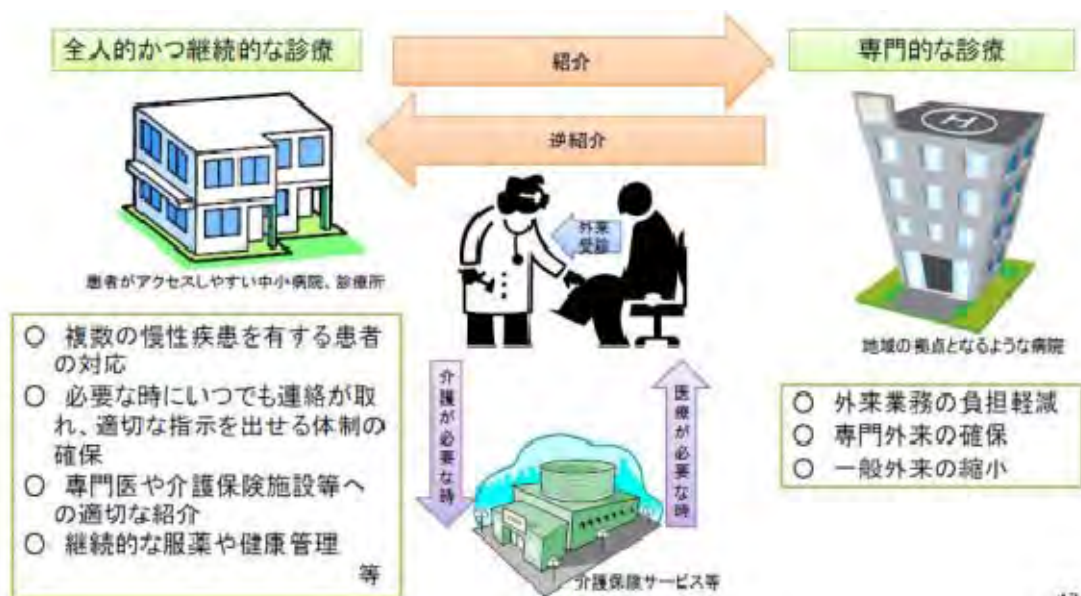 全人的かつ継続的な診療
紹介
専門的な診療
逆紹介
外来
受診
患者がアクセスしやすい中小病院、診療所
地域の拠点となるような病院
○ 複数の慢性疾患を有する患者
の対応
○ 必要な時にいつでも連絡が取
れ、適切な指示を出せる体制の
確保
○ 専門医や介護保険施設等へ
の適切な紹介
○ 継続的な服薬や健康管理
等
介護が必要な時
医療が必要な時
介護保険サービス等
○ 外来業務の負担軽減
○ 専門外来の確保
○ 一般外来の縮小
H